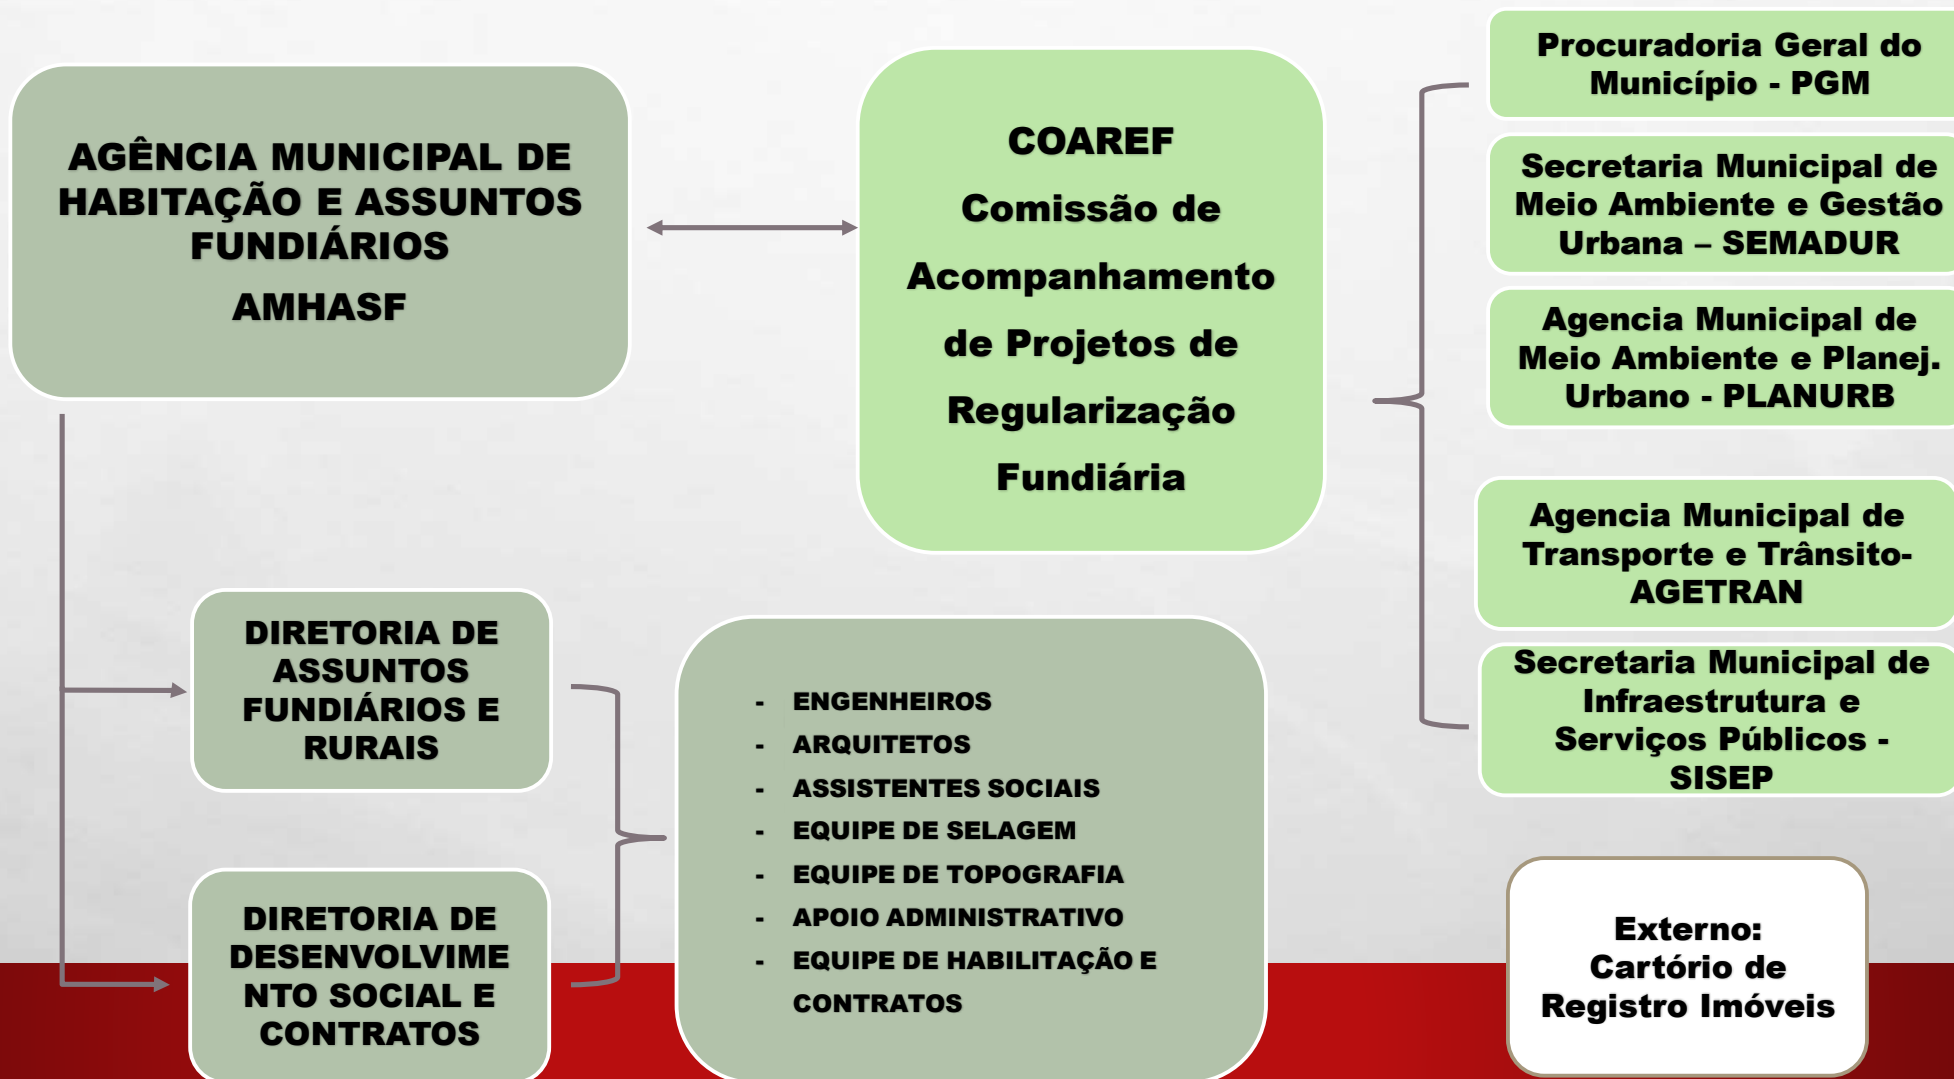 AGÊNCIA MUNICIPAL DE
HABITAÇÃO E ASSUNTOS
FUNDIÁRIOS
AMHASF
COAREF
Comissão de
Acompanhamento
de Projetos de
Regularização
Fundiária
Procuradoria Geral do
Município - PGM
Secretaria Municipal de
Meio Ambiente e Gestão
Urbana – SEMADUR
Agencia Municipal de
Meio Ambiente e Planej.
Urbano - PLANURB
Agencia Municipal de
Transporte e Trânsito-
AGETRAN
Secretaria Municipal de
Infraestrutura e
Serviços Públicos -
SISEP
DIRETORIA DE
ASSUNTOS
FUNDIÁRIOS E
RURAIS
DIRETORIA DE
DESENVOLVIME
NTO SOCIAL E
CONTRATOS
- ENGENHEIROS
- ARQUITETOS
- ASSISTENTES SOCIAIS
- EQUIPE DE SELAGEM
- EQUIPE DE TOPOGRAFIA
- APOIO ADMINISTRATIVO
- EQUIPE DE HABILITAÇÃO E
CONTRATOS
Externo:
Cartório de
Registro Imóveis